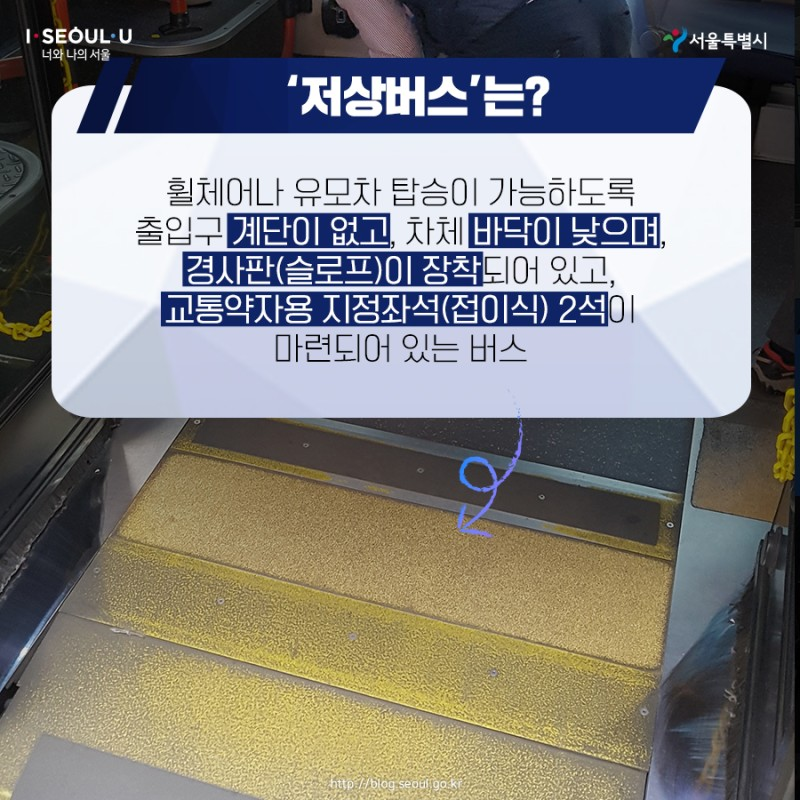 I·SEOUL·U
너와 나의 서울
서울특별시
‘저상버스’는?
휠체어나 유모차 탑승이 가능하도록
출입구 계단이 없고, 차체 바닥이 낮으며,
경사판(슬로프)이 장착되어 있고,
교통약자용 지정좌석(접이식) 2석이
마련되어 있는 버스
http://blog.seoul.go.kr